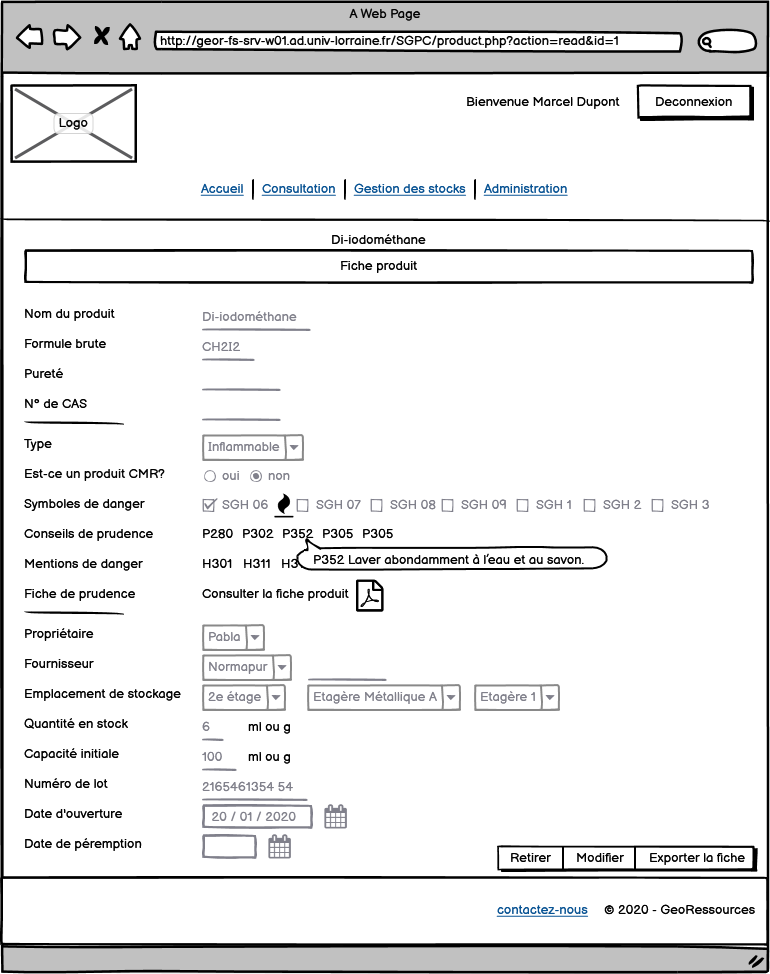 A Web Page
http://geor-fs-srv-w01.ad.univ-lorraine.fr/SGPC/product.php?action=read&id=1
Logo
Bienvenue Marcel Dupont
Deconnexion
Accueil Consultation Gestion des stocks Administration
Di-iodométhane
Fiche produit
Nom du produit Di-iodométhane
Formule brute CH2I2
Pureté
N° de CAS
Type Inflammable
Est-ce un produit CMR? oui non
Symboles de danger SGH 06 SGH 07 SGH 08 SGH 09 SGH 1 SGH 2 SGH 3
Conseils de prudence P280 P302 P352 P305 P305
P352 Laver abondamment à l'eau et au savon.
Mentions de danger H301 H311
Fiche de prudence Consulter la fiche produit
Propriétaire Pabla
Fournisseur Normapur
Emplacement de stockage 2e étage Etagère Métallique A Etagère 1
Quantité en stock 6 ml ou g
Capacité initiale 100 ml ou g
Numéro de lot 2165461354 54
Date d'ouverture 20 / 01 / 2020
Date de péremption
Retirer Modifier Exporter la fiche
contactez-nous © 2020 - GeoRessources